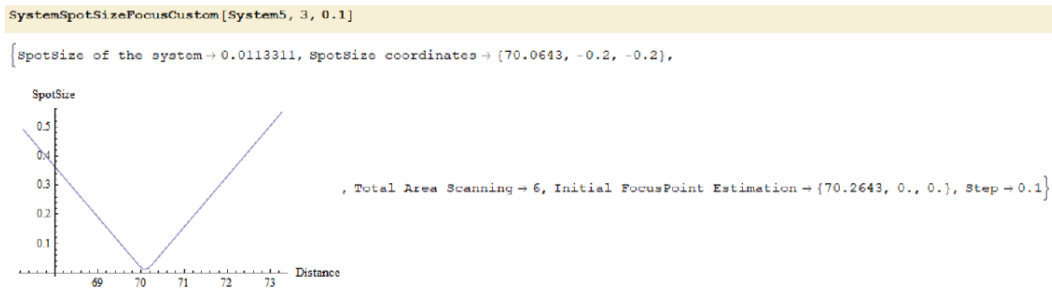 SystemSpotSizeFocusCustom[System5, 3, 0.1]
{SpotSize of the system → 0.0113311, SpotSize coordinates → {70.0643, -0.2, -0.2},
SpotSize
0.5
0.4
0.3
, Total Area Scanning → 6, Initial FocusPoint Estimation → {70.2643, 0., 0.}, Step → 0.1}
0.2
0.1
Distance
69 70 71 72 73